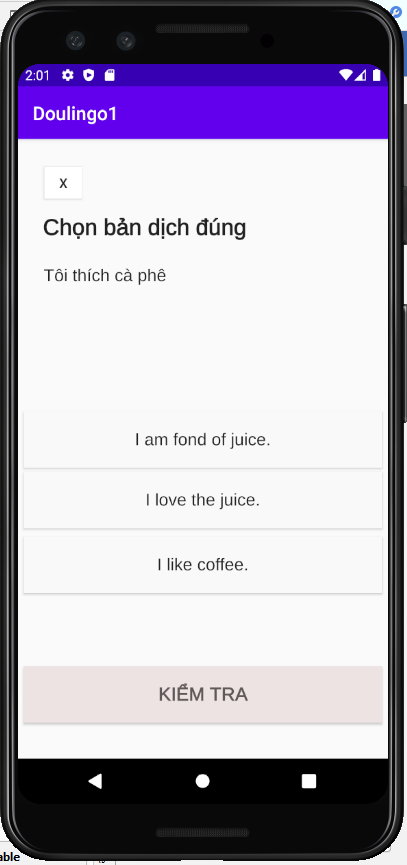 2:01
Doulingo1
X
Chọn bản dịch đúng
Tôi thích cà phê
I am fond of juice.
I love the juice.
I like coffee.
KIỂM TRA
able